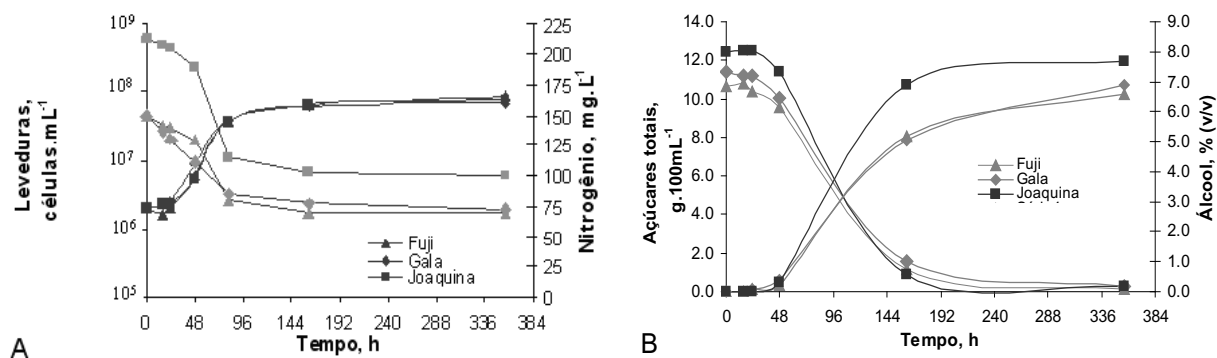 10⁹
10⁸
10⁷
10⁶
10⁵
Leveduras,
células.mL⁻¹
225
200
175
150
125
100
75
50
25
0
Nitrogênio, mg.L⁻¹
Fuji
Gala
Joaquina
0 48 96 144 192 240 288 336 384
Tempo, h
A
14.0
12.0
10.0
8.0
6.0
4.0
2.0
0.0
Açúcares totais,
g.100mL⁻¹
9.0
8.0
7.0
6.0
5.0
4.0
3.0
2.0
1.0
0.0
Álcool, % (v/v)
Fuji
Gala
Joaquina
0 48 96 144 192 240 288 336 384
Tempo, h
B